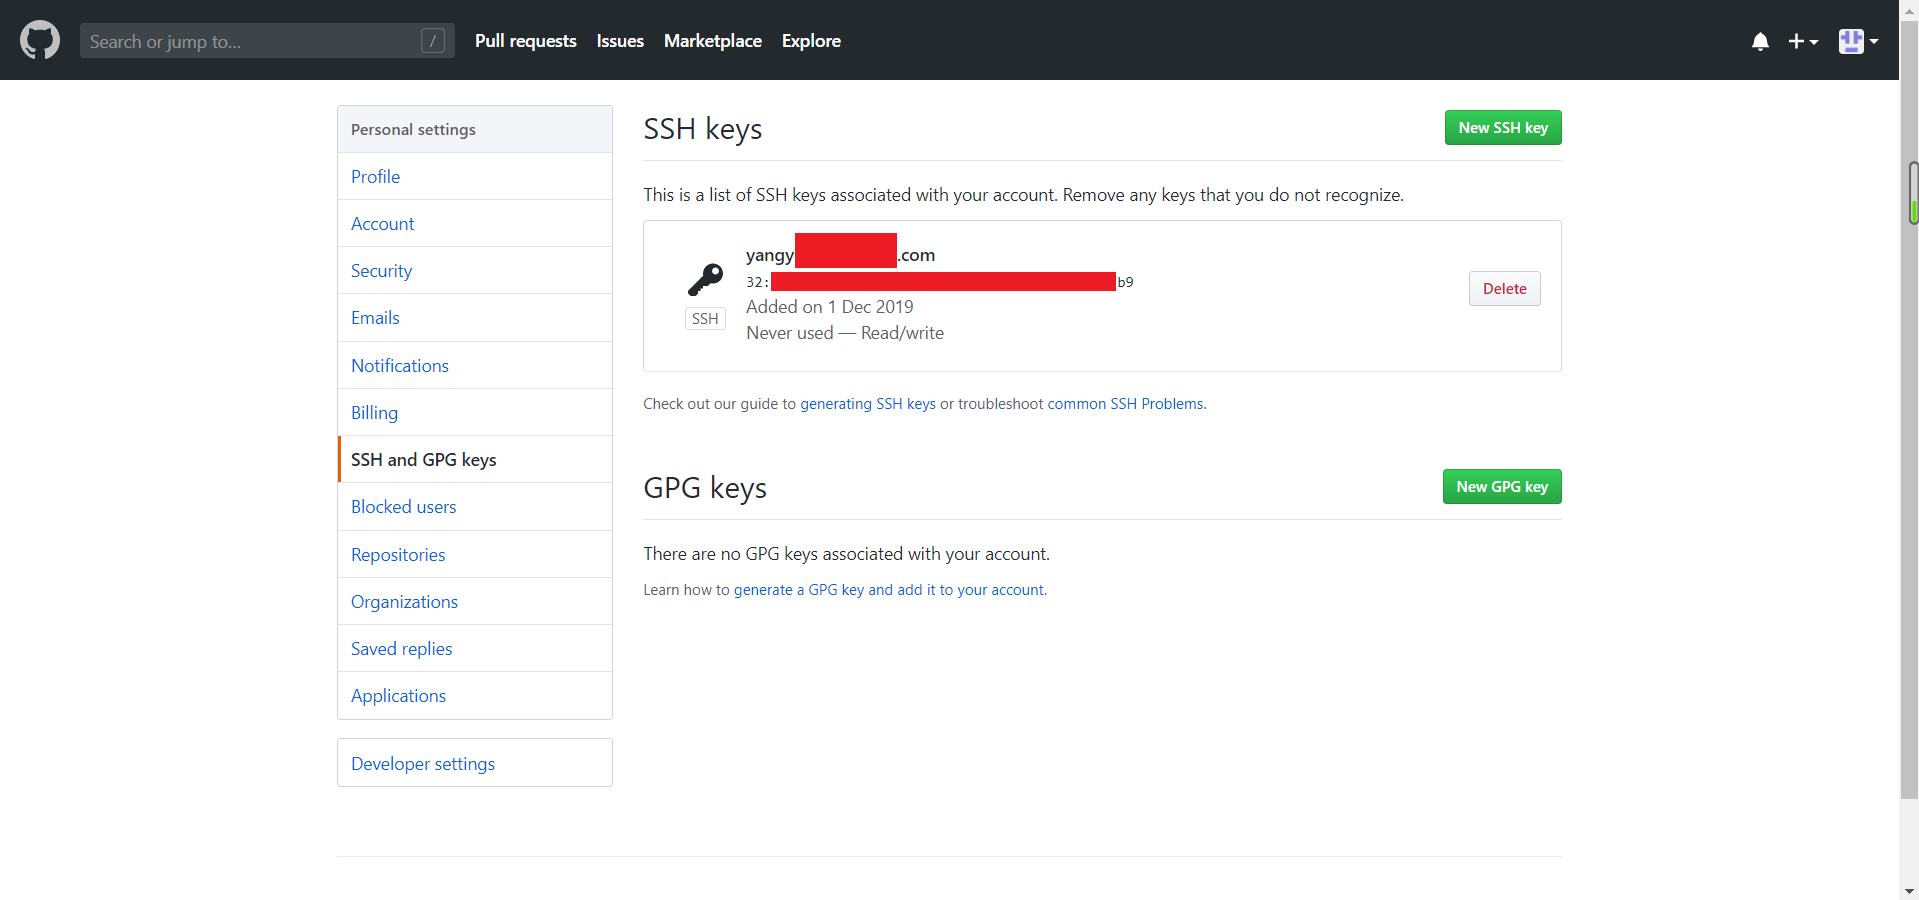 Search or jump to...
/
Pull requests
Issues
Marketplace
Explore
Personal settings
Profile
Account
Security
Emails
Notifications
Billing
SSH and GPG keys
Blocked users
Repositories
Organizations
Saved replies
Applications
Developer settings
SSH keys
New SSH key
This is a list of SSH keys associated with your account. Remove any keys that you do not recognize.
SSH
yangy .com
32: b9
Added on 1 Dec 2019
Never used — Read/write
Delete
Check out our guide to generating SSH keys or troubleshoot common SSH Problems.
GPG keys
New GPG key
There are no GPG keys associated with your account.
Learn how to generate a GPG key and add it to your account.